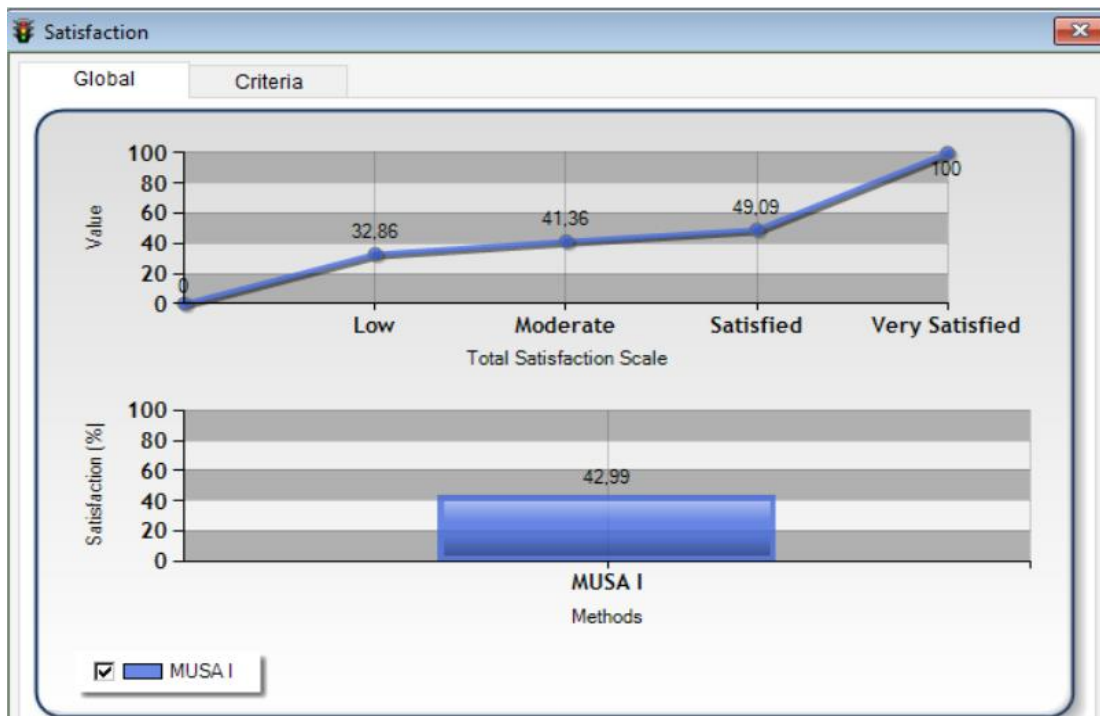 Satisfaction
Global Criteria
Value
100
80
60
40
20
0
0
32,86
41,36
49,09
100
Low Moderate Satisfied Very Satisfied
Total Satisfaction Scale
Satisfaction (%)
100
80
60
40
20
0
42,99
MUSA I
Methods
MUSA I